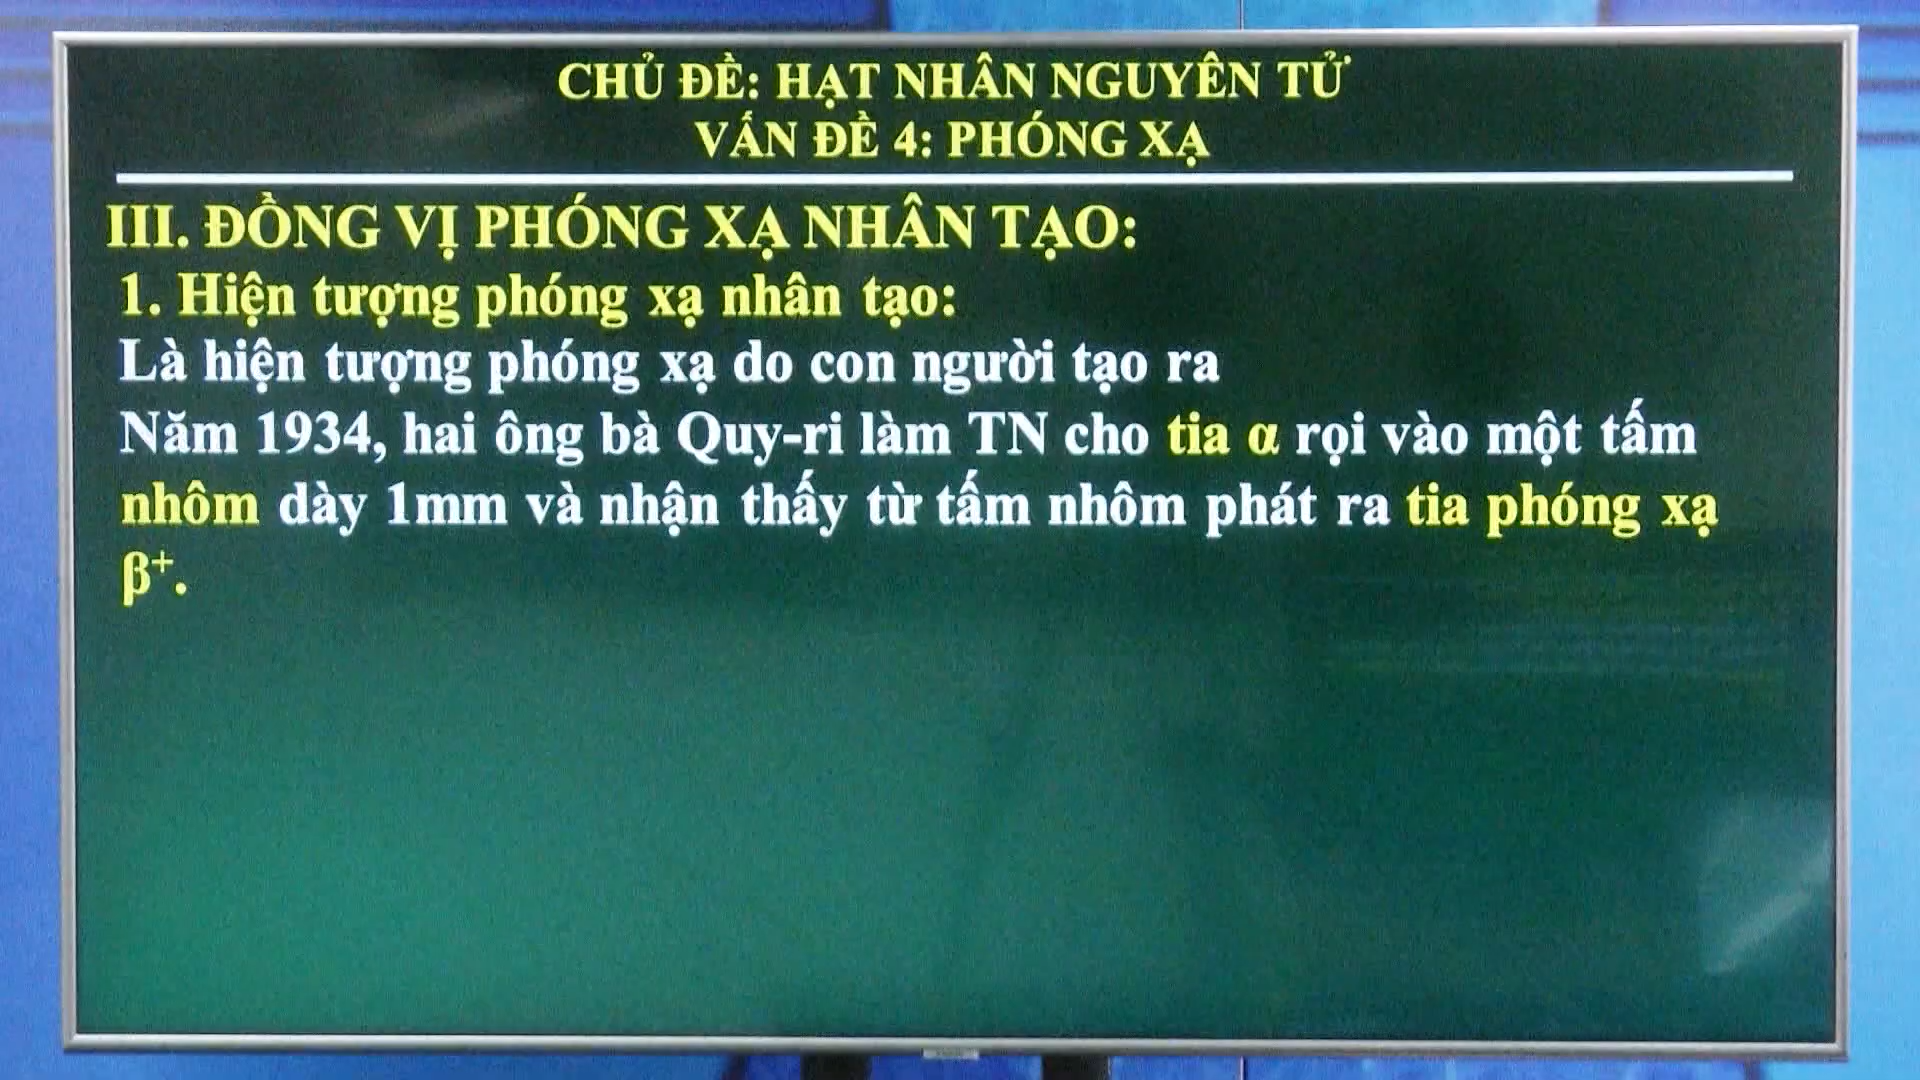 CHỦ ĐỀ: HẠT NHÂN NGUYÊN TỬ
VẤN ĐỀ 4: PHÓNG XẠ
III. ĐỒNG VỊ PHÓNG XẠ NHÂN TẠO:
1. Hiện tượng phóng xạ nhân tạo:
Là hiện tượng phóng xạ do con người tạo ra
Năm 1934, hai ông bà Quy-ri làm TN cho tia α rọi vào một tấm
nhôm dày 1mm và nhận thấy từ tấm nhôm phát ra tia phóng xạ
β⁺.